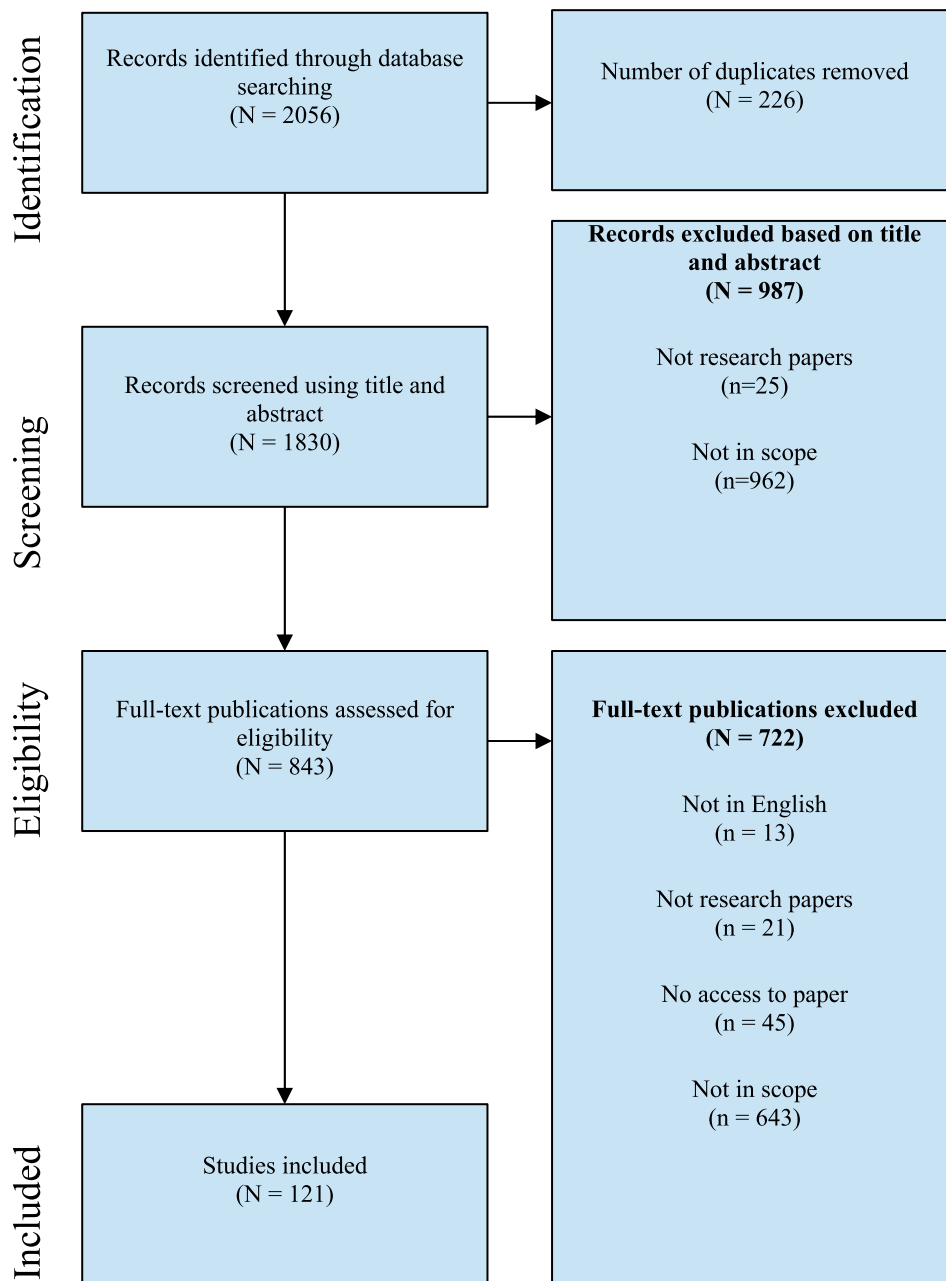 Identification
Records identified through database
searching
(N = 2056)
Number of duplicates removed
(N = 226)
Screening
Records screened using title and
abstract
(N = 1830)
Records excluded based on title
and abstract
(N = 987)
Not research papers
(n=25)
Not in scope
(n=962)
Eligibility
Full-text publications assessed for
eligibility
(N = 843)
Full-text publications excluded
(N = 722)
Not in English
(n = 13)
Not research papers
(n = 21)
No access to paper
(n = 45)
Not in scope
(n = 643)
Included
Studies included
(N = 121)